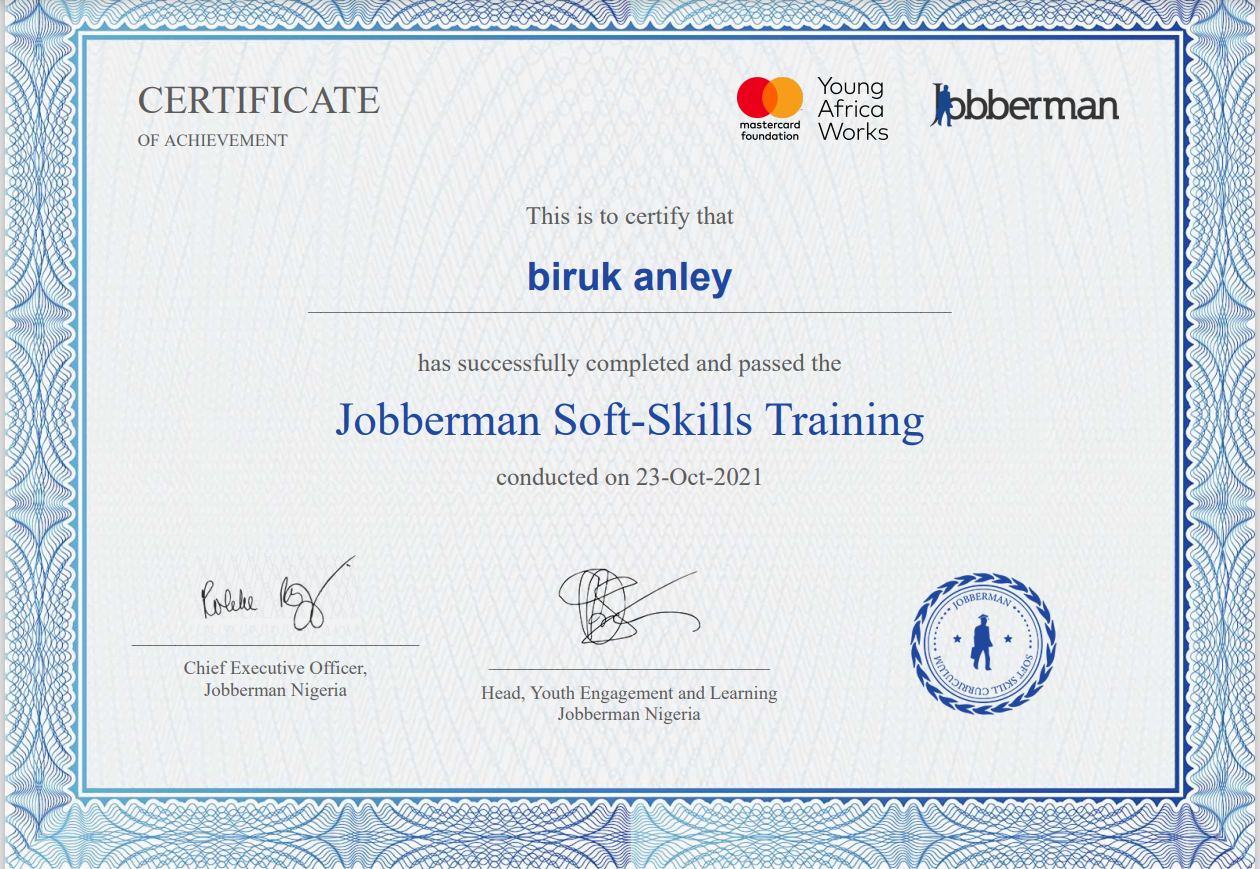 CERTIFICATE
OF ACHIEVEMENT
mastercard
foundation
Young
Africa
Works
Jobberman
This is to certify that
biruk anley
has successfully completed and passed the
Jobberman Soft-Skills Training
conducted on 23-Oct-2021
Chief Executive Officer,
Jobberman Nigeria
Head, Youth Engagement and Learning
Jobberman Nigeria
JOBBERMAN
SOFT SKILL CURRICULUM